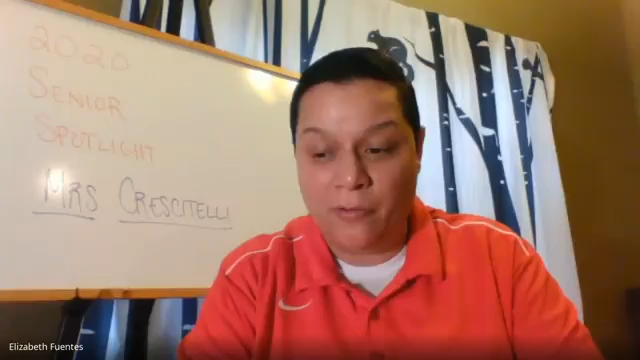 2020
SENIOR
SPOTLIGHT
MRS CRESCITELLI
Elizabeth Fuentes